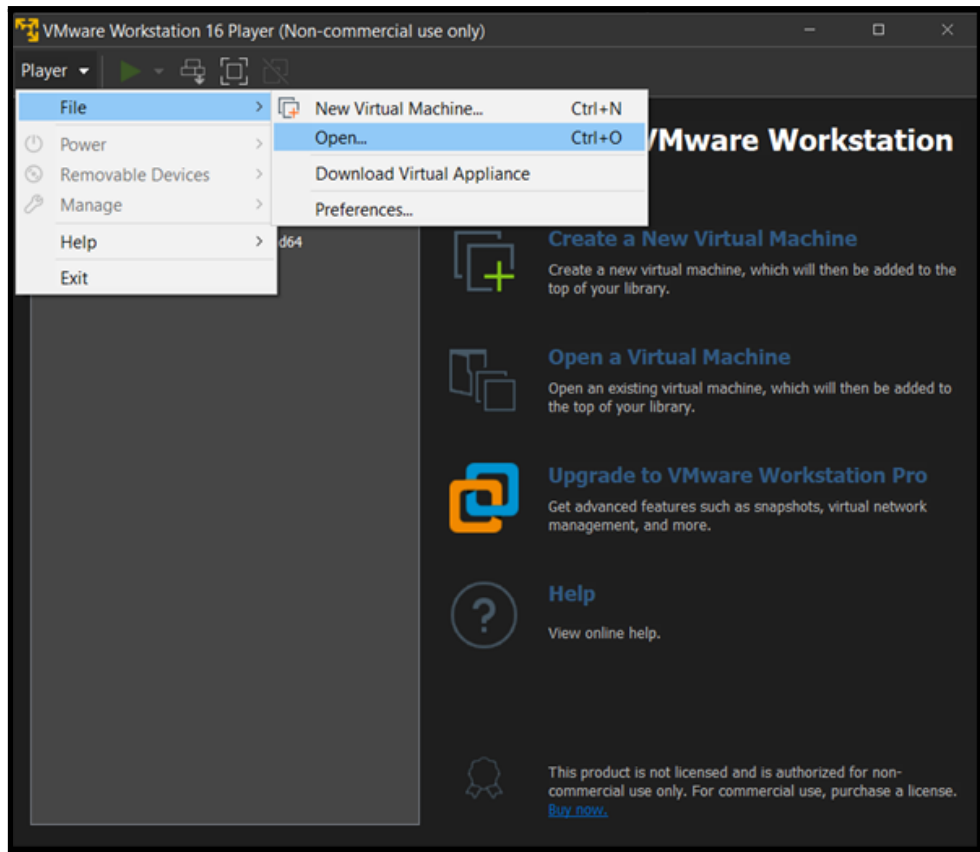 VMware Workstation 16 Player (Non-commercial use only)
Player
File
New Virtual Machine... Ctrl+N
Open... Ctrl+O
Download Virtual Appliance
Preferences...
Power
Removable Devices
Manage
Help
Exit
d64
Mware Workstation
Create a New Virtual Machine
Create a new virtual machine, which will then be added to the
top of your library.
Open a Virtual Machine
Open an existing virtual machine, which will then be added to
the top of your library.
Upgrade to VMware Workstation Pro
Get advanced features such as snapshots, virtual network
management, and more.
Help
View online help.
This product is not licensed and is authorized for non-
commercial use only. For commercial use, purchase a license.
Buy now.